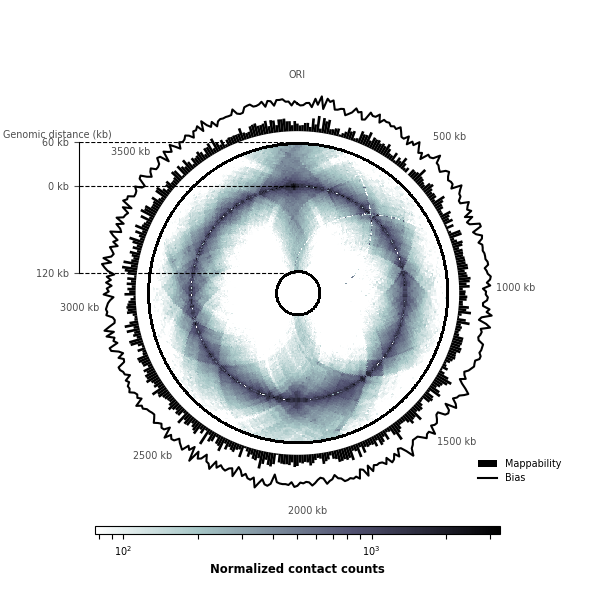 ORI
Genomic distance (kb)
500 kb
60 kb
3500 kb
0 kb
120 kb
1000 kb
3000 kb
1500 kb
2500 kb
Mappability
Bias
2000 kb
10² 10³
Normalized contact counts